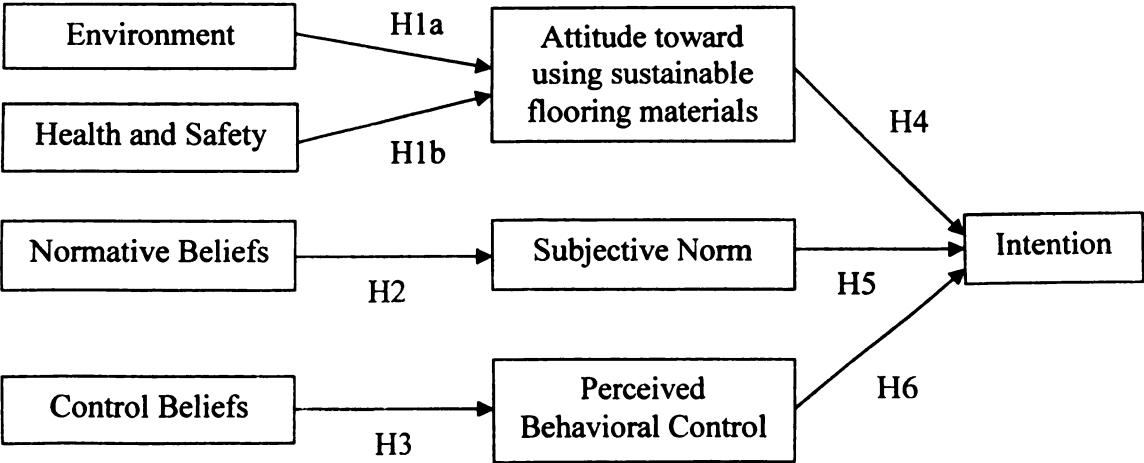 Environment
H1a
Attitude toward
using sustainable
flooring materials
Health and Safety
H1b
H4
Normative Beliefs
H2
Subjective Norm
H5
Intention
Control Beliefs
H3
Perceived
Behavioral Control
H6